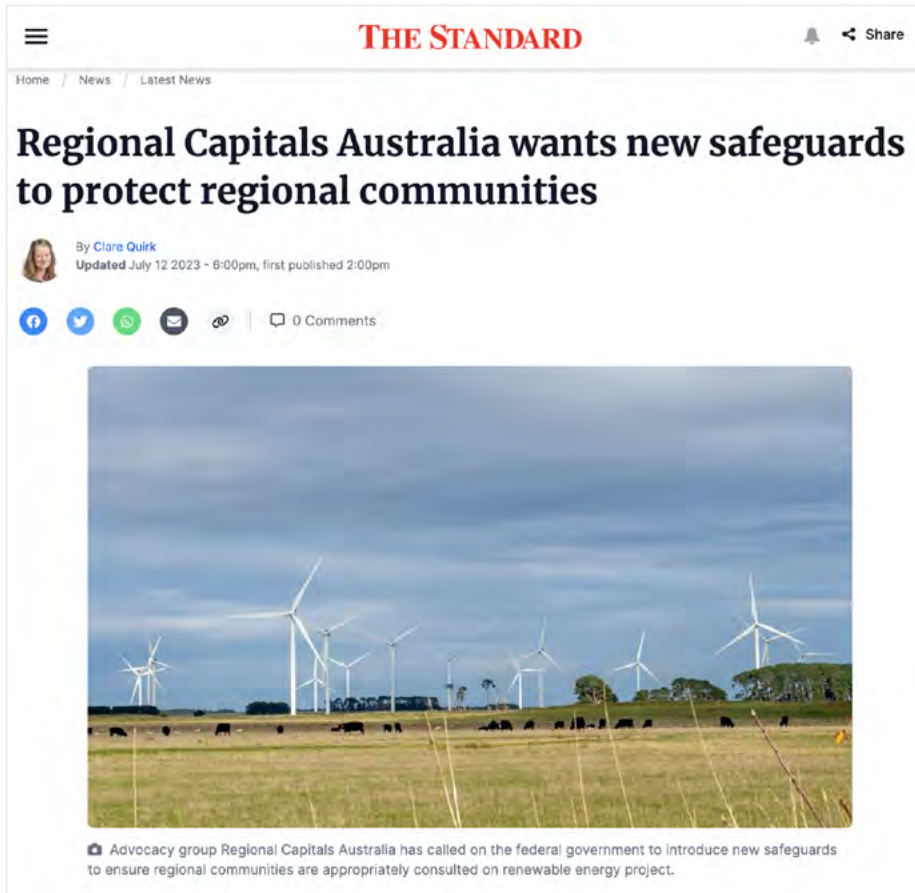 THE STANDARD
Share
Home / News / Latest News
Regional Capitals Australia wants new safeguards
to protect regional communities
By Clare Quirk
Updated July 12 2023 - 6:00pm, first published 2:00pm
0 Comments
Advocacy group Regional Capitals Australia has called on the federal government to introduce new safeguards
to ensure regional communities are appropriately consulted on renewable energy project.